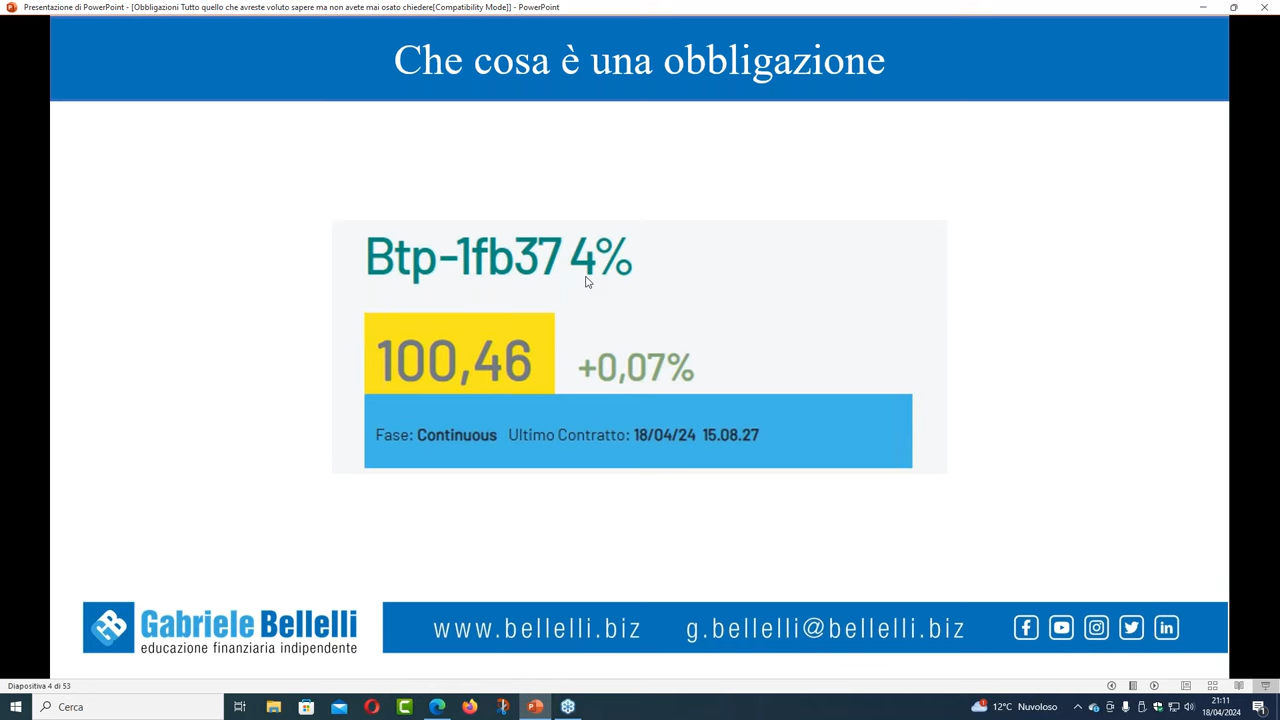 Presentazione di PowerPoint - [Obbligazioni Tutto quello che avreste voluto sapere ma non avete mai osato chiedere[Compatibility Mode]] - PowerPoint
Che cosa è una obbligazione
Btp-1fb37 4%
100,46 +0,07%
Fase: Continuous Ultimo Contratto: 18/04/24 15.08.27
Gabriele Bellelli
educazione finanziaria indipendente
www.bellelli.biz g.bellelli@bellelli.biz
Diapositiva 4 di 53
Cerca
12°C Nuvoloso
21:11
18/04/2024